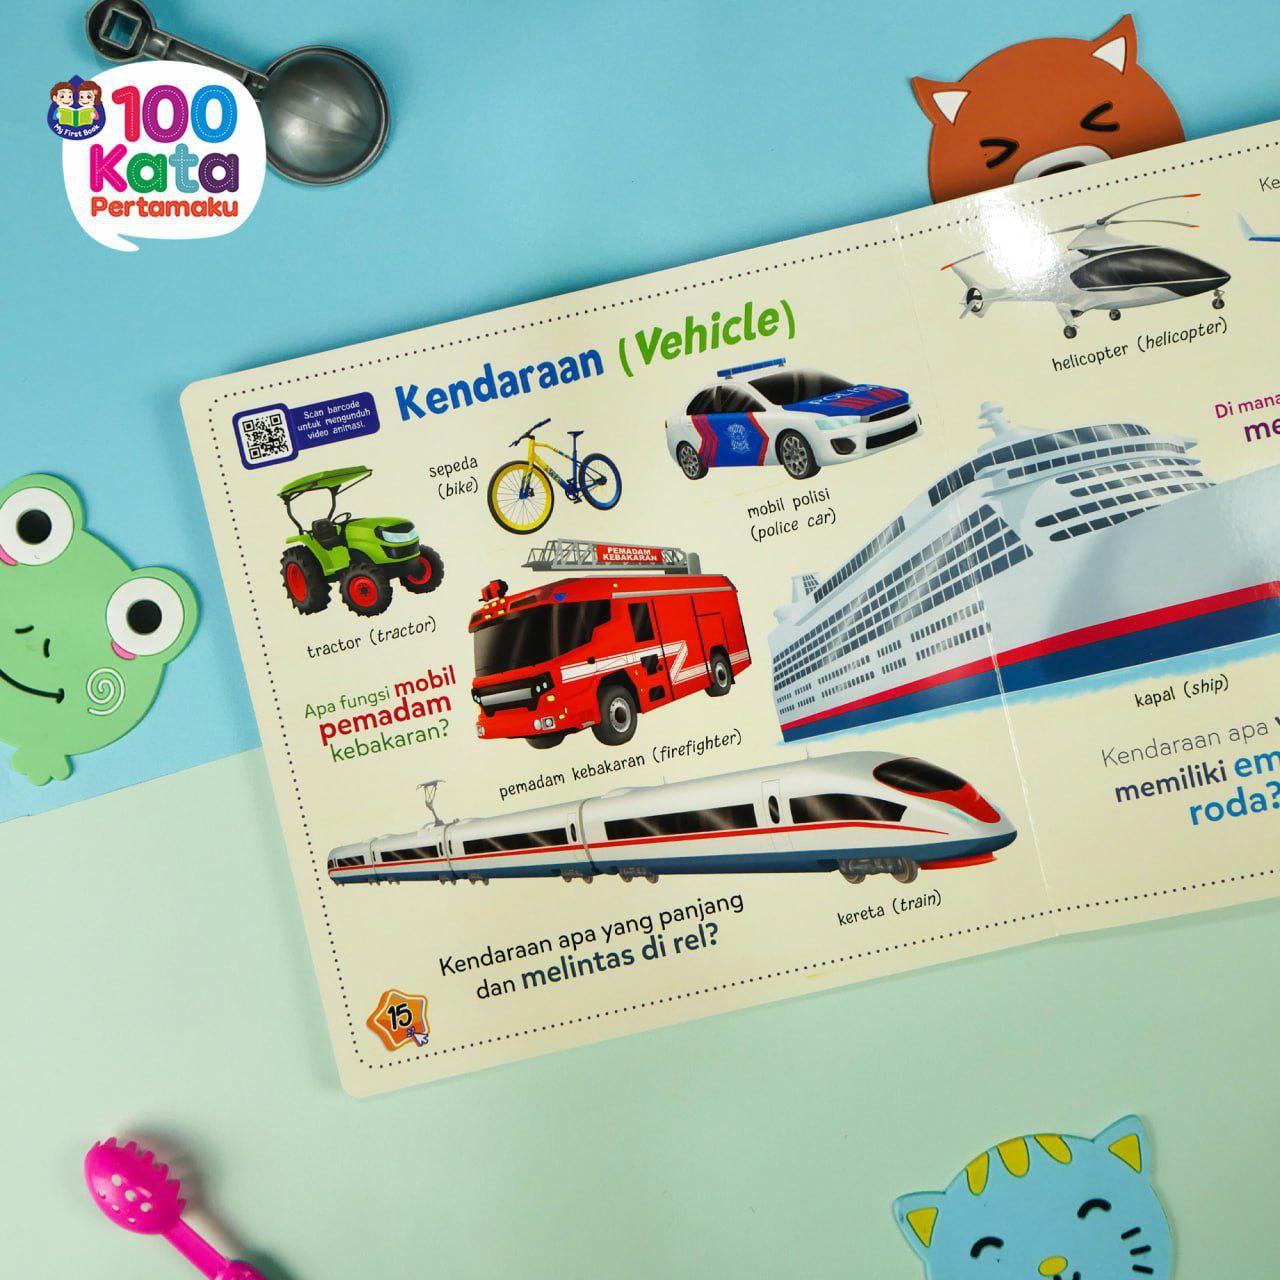 My First Book
100
Kata
Pertamaku
Kendaraan (Vehicle)
Scan barcode
untuk mengunduh
video animasi.
sepeda
(bike)
POLISI
mobil polisi
(police car)
helicopter (helicopter)
Di mana
tractor (tractor)
PEMADAM
KEBAKARAN
Apa fungsi mobil
pemadam
kebakaran?
pemadam kebakaran (firefighter)
kapal (ship)
Kendaraan apa
memiliki
roda?
kereta (train)
Kendaraan apa yang panjang
dan melintas di rel?
15